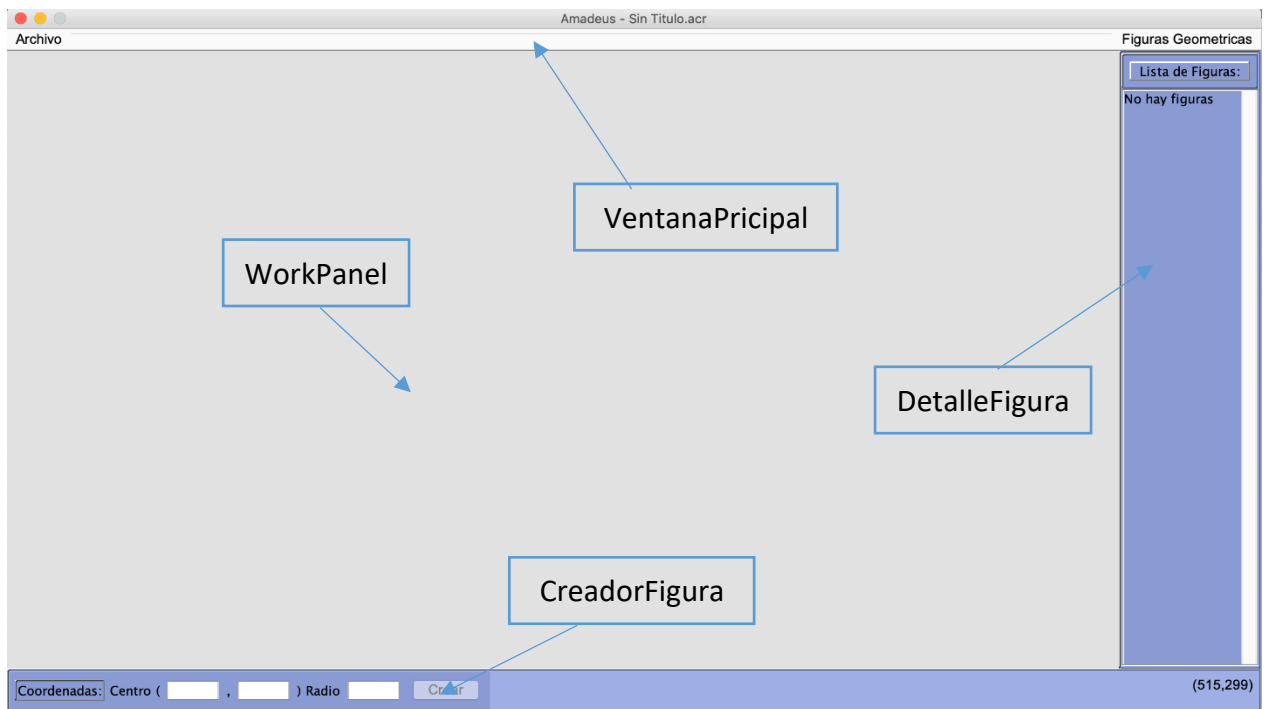 Amadeus - Sin Titulo.acr
Archivo Figuras Geometricas
Lista de Figuras:
No hay figuras
VentanaPricipal
WorkPanel
DetalleFigura
CreadorFigura
Coordenadas: Centro ( , ) Radio Crear (515,299)